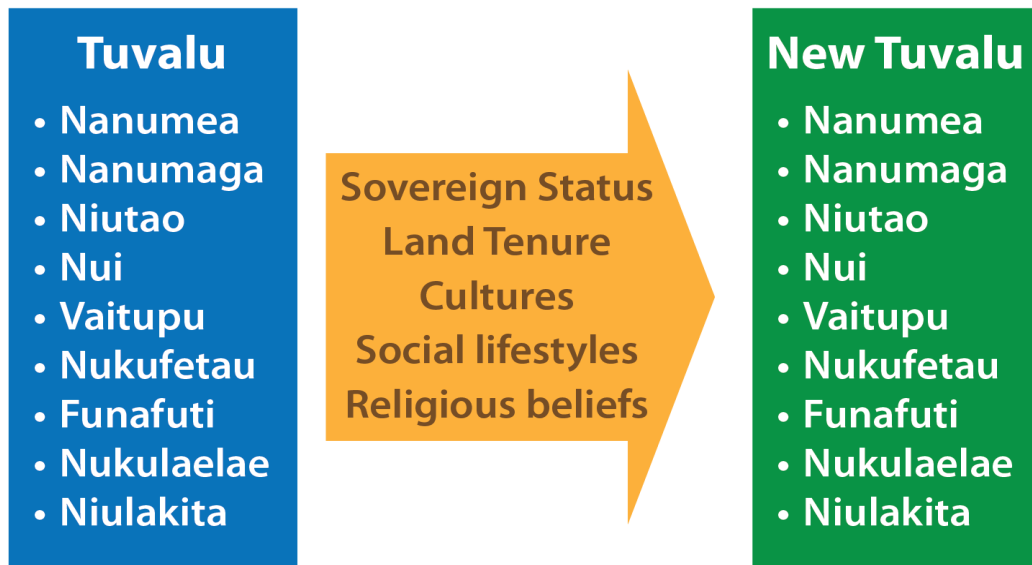 Tuvalu
• Nanumea
• Nanumaga
• Niutao
• Nui
• Vaitupu
• Nukufetau
• Funafuti
• Nukulaelae
• Niulakita
Sovereign Status
Land Tenure
Cultures
Social lifestyles
Religious beliefs
New Tuvalu
• Nanumea
• Nanumaga
• Niutao
• Nui
• Vaitupu
• Nukufetau
• Funafuti
• Nukulaelae
• Niulakita